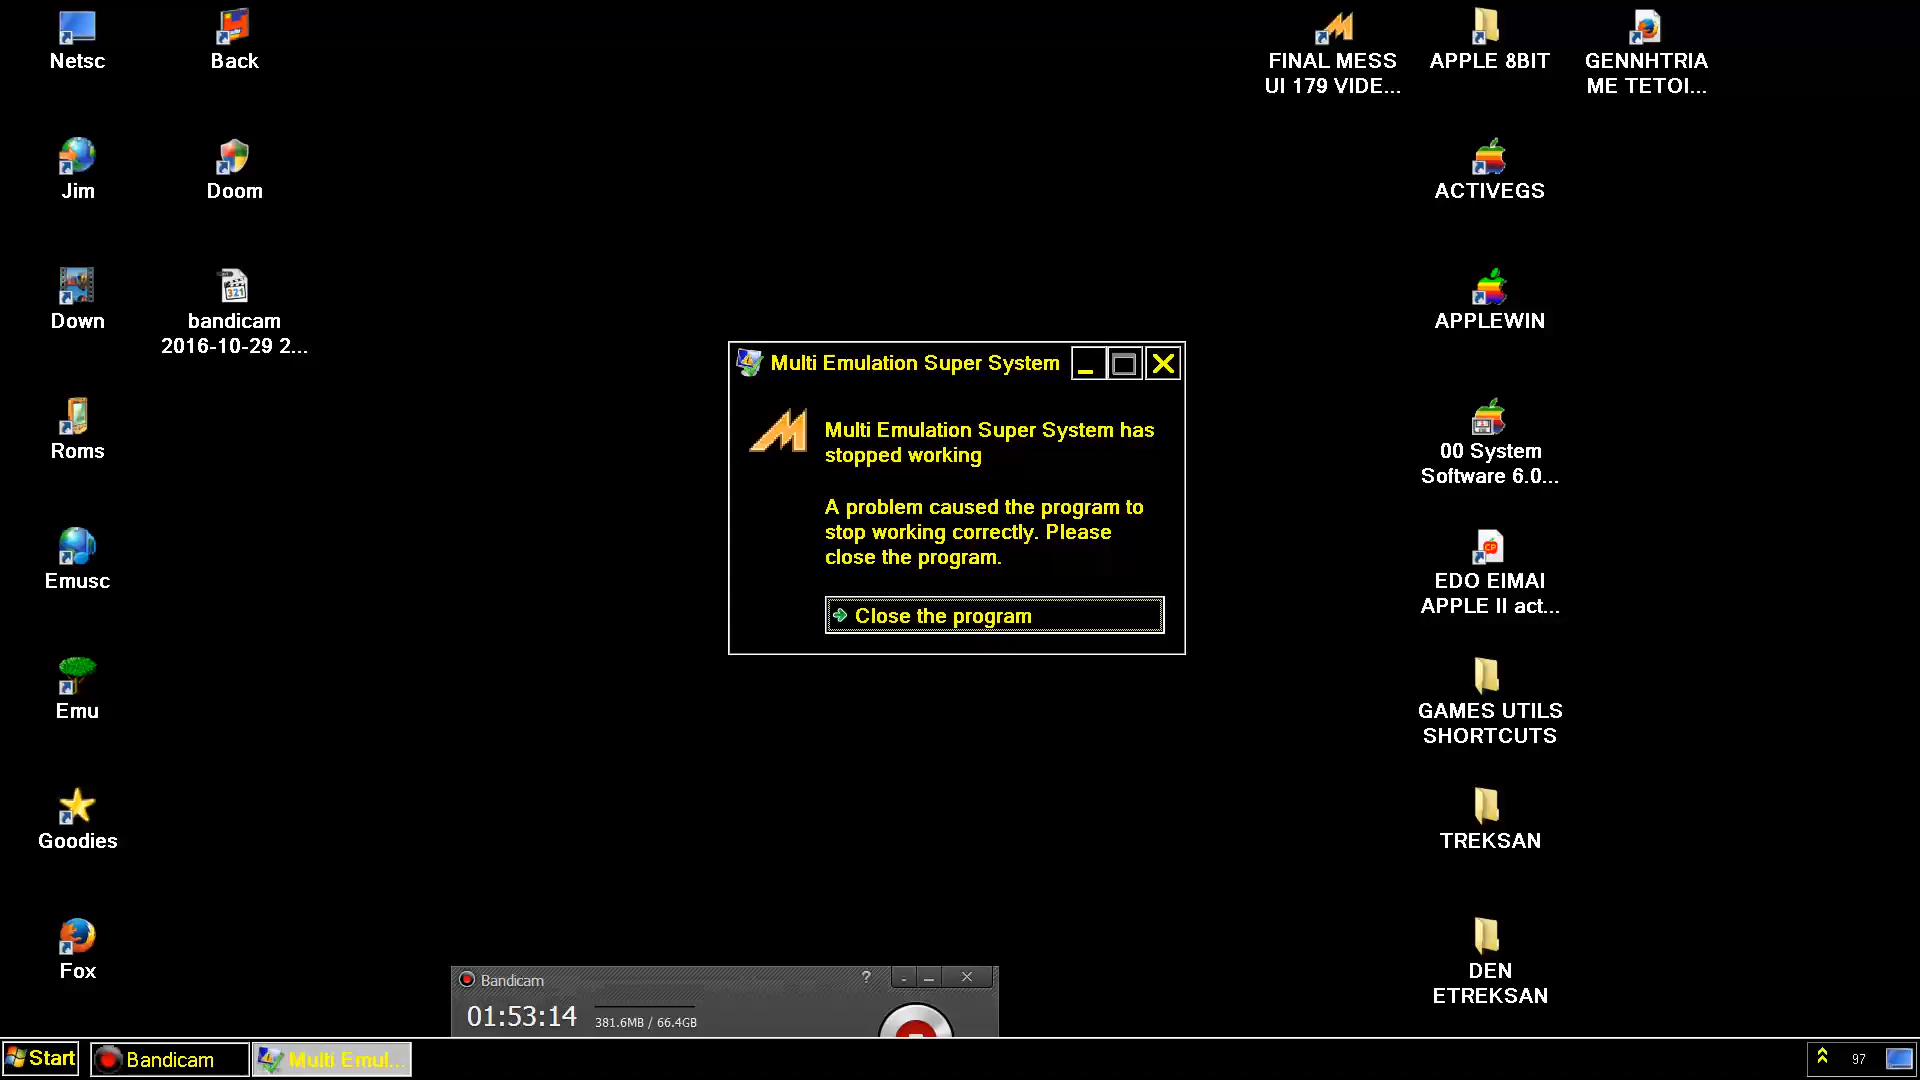 Netsc
Back
FINAL MESS
UI 179 VIDE...
APPLE 8BIT
GENNHTRIA
ME TETOI...
Jim
Doom
ACTIVEGS
Down
bandicam
2016-10-29 2...
APPLEWIN
Multi Emulation Super System
Multi Emulation Super System has
stopped working
A problem caused the program to
stop working correctly. Please
close the program.
Close the program
Roms
00 System
Software 6.0...
Emusc
EDO EIMAI
APPLE II act...
Emu
GAMES UTILS
SHORTCUTS
Goodies
TREKSAN
Fox
DEN
ETREKSAN
Bandicam
01:53:14
381.6MB / 66.4GB
Start
Bandicam
Multi Emul...
97